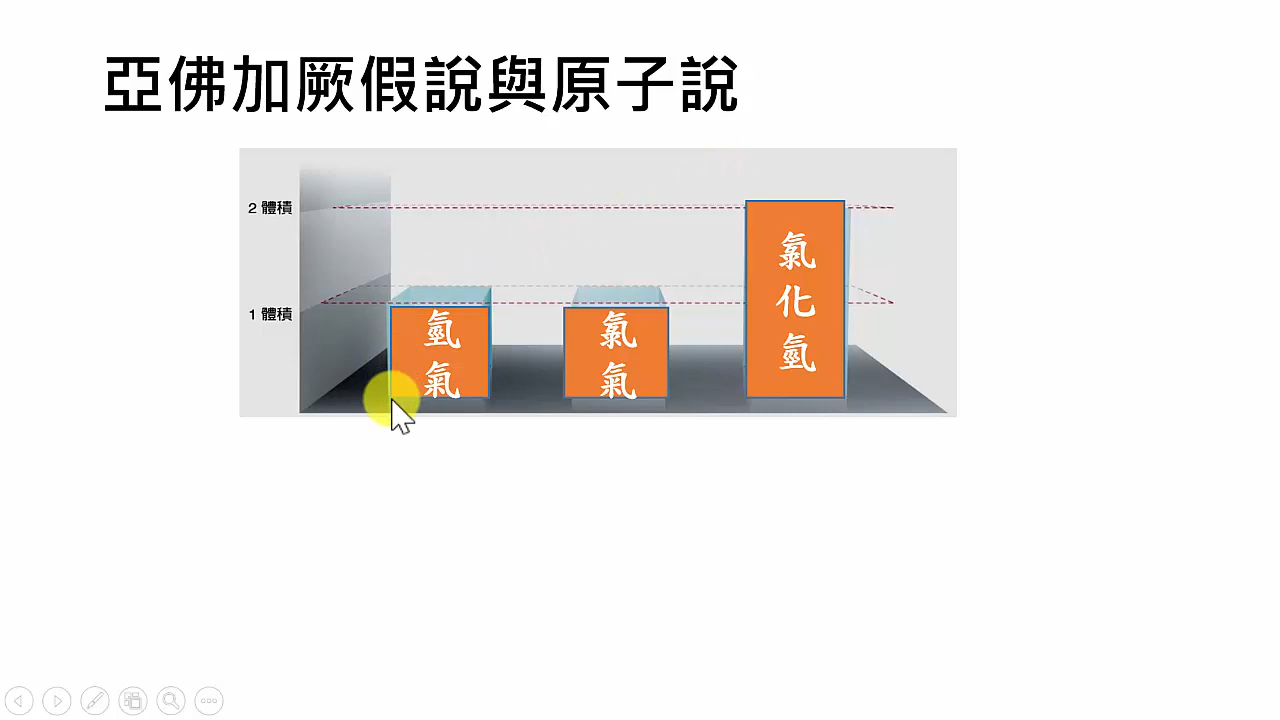 亞佛加厥假說與原子說
2 體積
1 體積
氫氣
氯氣
氯化氫